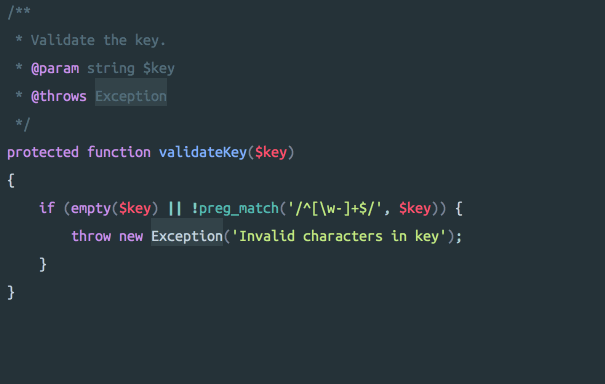 /**
 * Validate the key.
 * @param string $key
 * @throws Exception
 */
protected function validateKey($key)
{
    if (empty($key) || !preg_match('/^[\w-]+$/', $key)) {
        throw new Exception('Invalid characters in key');
    }
}